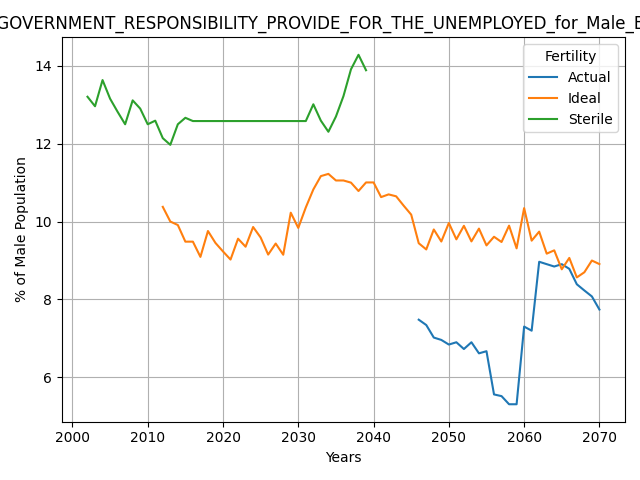 GOVERNMENT_RESPONSIBILITY_PROVIDE_FOR_THE_UNEMPLOYED_for_Male_E
Fertility
Actual
Ideal
Sterile
14
12
10
8
6
% of Male Population
2000 2010 2020 2030 2040 2050 2060 2070
Years